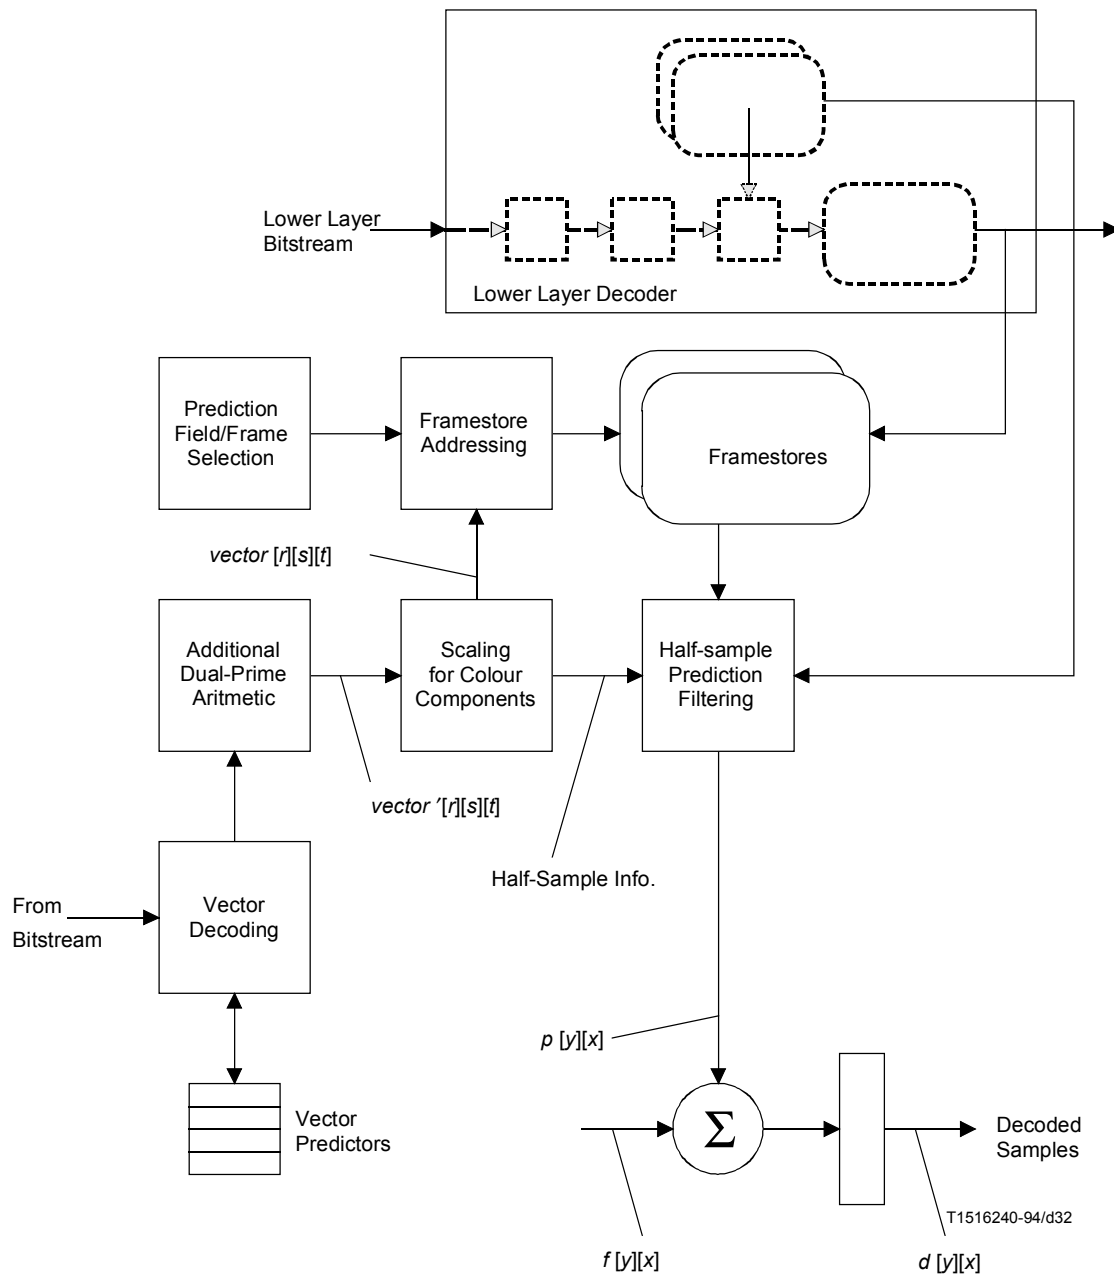 Lower Layer
Bitstream
Lower Layer Decoder
Prediction
Field/Frame
Selection
Framestore
Addressing
Framestores
vector [r][s][t]
Additional
Dual-Prime
Aritmetic
Scaling
for Colour
Components
Half-sample
Prediction
Filtering
vector ′[r][s][t]
Half-Sample Info.
From
Bitstream
Vector
Decoding
p [y][x]
Vector
Predictors
Σ
Decoded
Samples
T1516240-94/d32
f [y][x]
d [y][x]